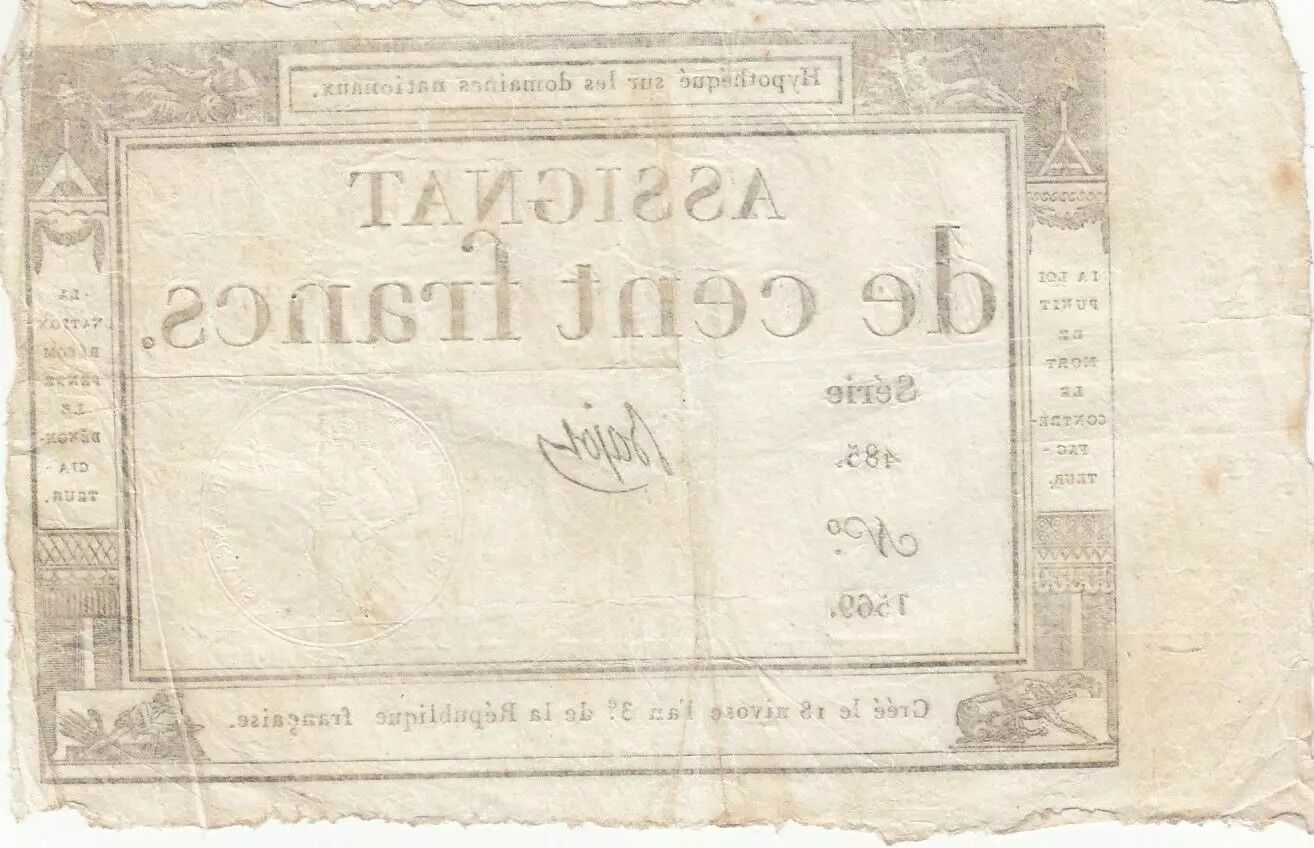 Hypothéqué sur les domaines nationaux.
ASSIGNAT
de cent francs.
Série
485.
N.º
1569.
LA LOI
PUNIT
DE
MORT
LE
CONTRE-
FAC-
TEUR.
LA
NATION
RÉCOM
PENSE
LE
DÉNON-
CIA-
TEUR.
Créé le 18 nivose l'an 3.e de la République française.